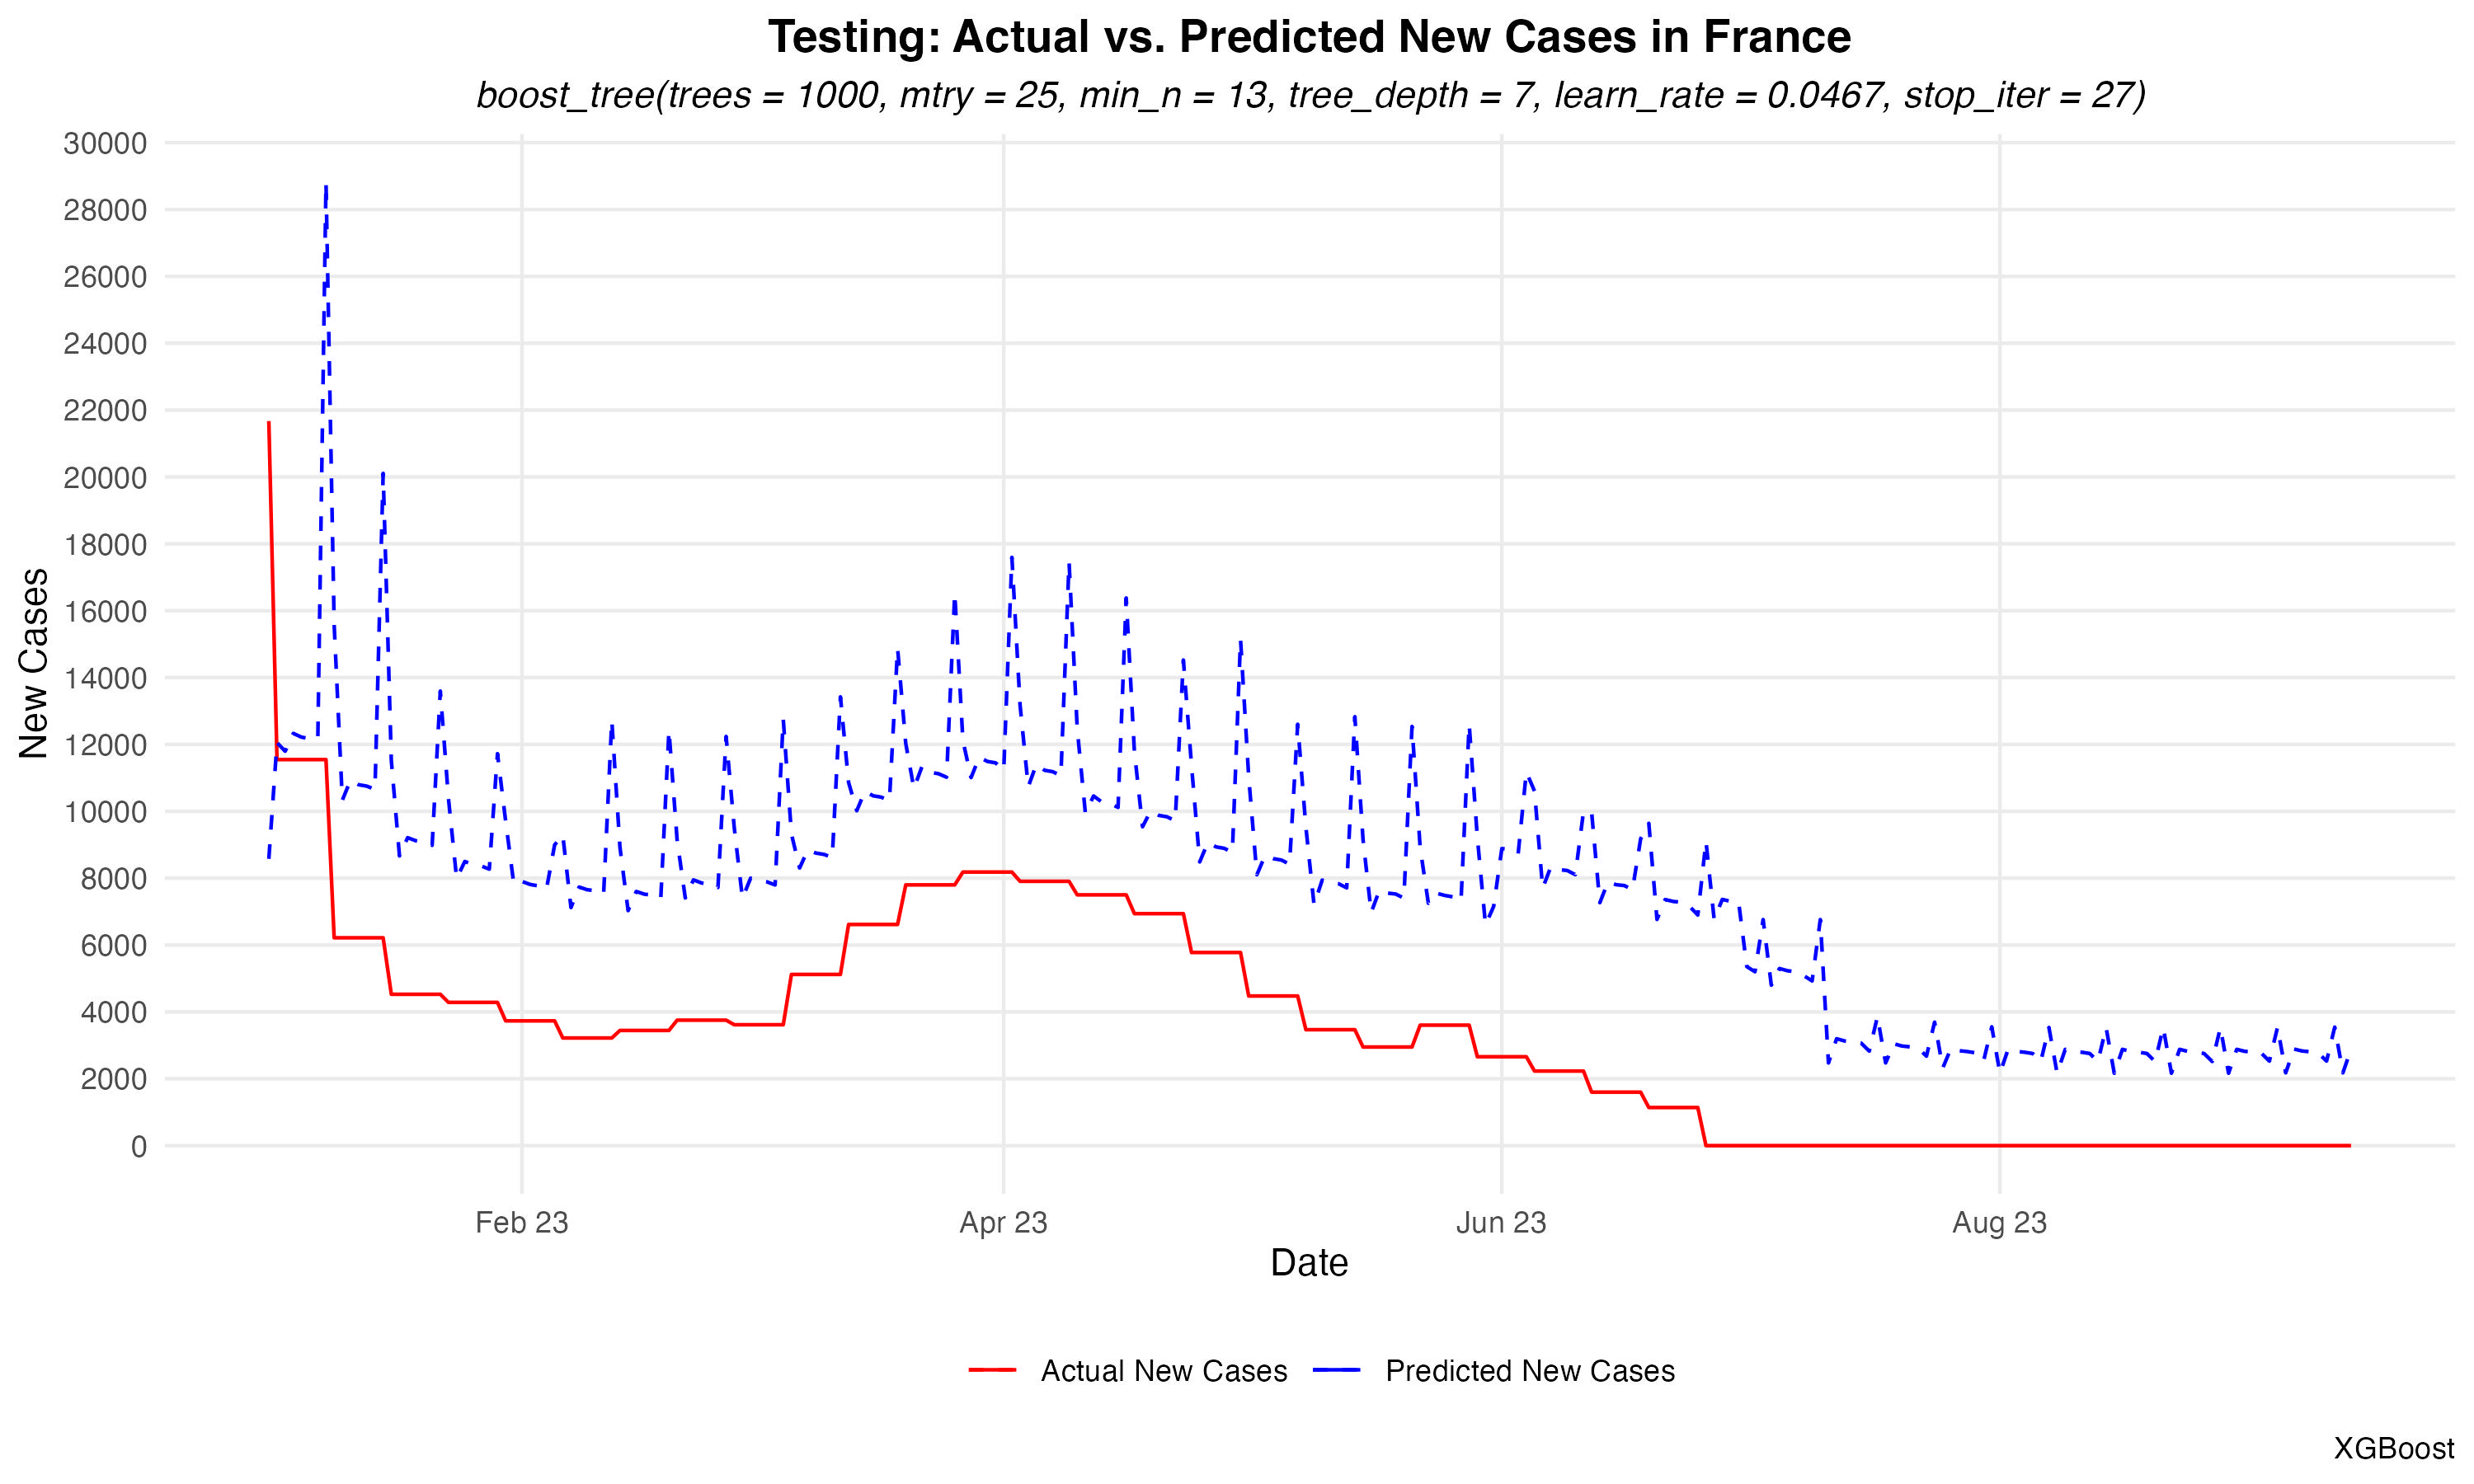 Testing: Actual vs. Predicted New Cases in France
boost_tree(trees = 1000, mtry = 25, min_n = 13, tree_depth = 7, learn_rate = 0.0467, stop_iter = 27)
New Cases
30000
28000
26000
24000
22000
20000
18000
16000
14000
12000
10000
8000
6000
4000
2000
0
Feb 23 Apr 23 Jun 23 Aug 23
Date
Actual New Cases Predicted New Cases
XGBoost